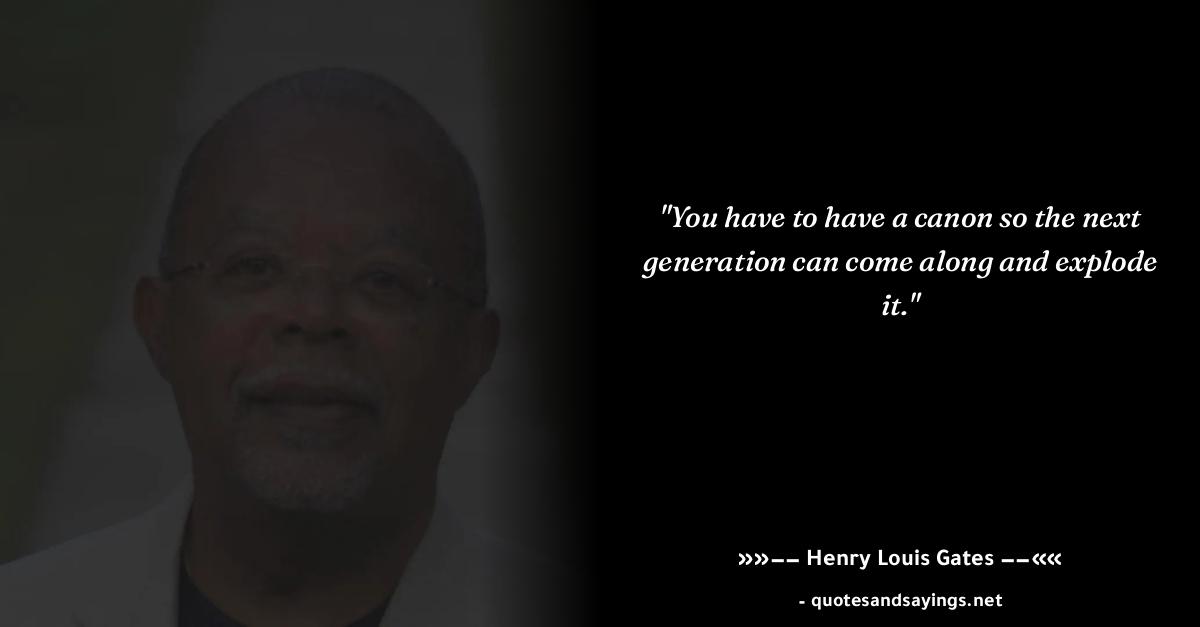 "You have to have a canon so the next
generation can come along and explode
it."
»»−− Henry Louis Gates −−««
- quotesandsayings.net